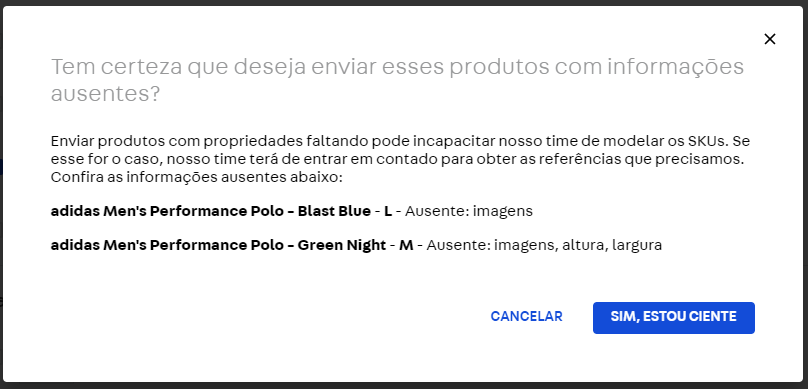 Tem certeza que deseja enviar esses produtos com informações
ausentes?
Enviar produtos com propriedades faltando pode incapacitar nosso time de modelar os SKUs. Se
esse for o caso, nosso time terá de entrar em contado para obter as referências que precisamos.
Confira as informações ausentes abaixo:
adidas Men's Performance Polo - Blast Blue - L - Ausente: imagens
adidas Men's Performance Polo - Green Night - M - Ausente: imagens, altura, largura
CANCELAR SIM, ESTOU CIENTE